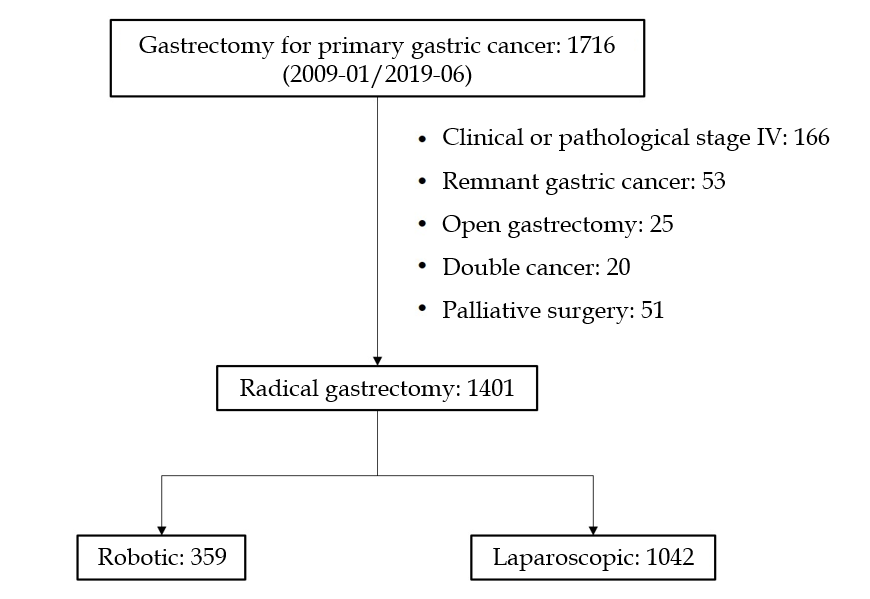 Gastrectomy for primary gastric cancer: 1716
(2009-01/2019-06)
• Clinical or pathological stage IV: 166
• Remnant gastric cancer: 53
• Open gastrectomy: 25
• Double cancer: 20
• Palliative surgery: 51
Radical gastrectomy: 1401
Robotic: 359
Laparoscopic: 1042